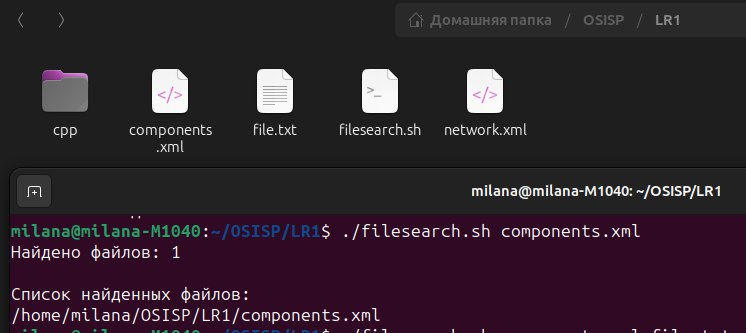 Домашняя папка / OSISP / LR1
cpp
components
.xml
file.txt
filesearch.sh
network.xml
milana@milana-M1040: ~/OSISP/LR1
milana@milana-M1040:~/OSISP/LR1$ ./filesearch.sh components.xml
Найдено файлов: 1
Список найденных файлов:
/home/milana/OSISP/LR1/components.xml